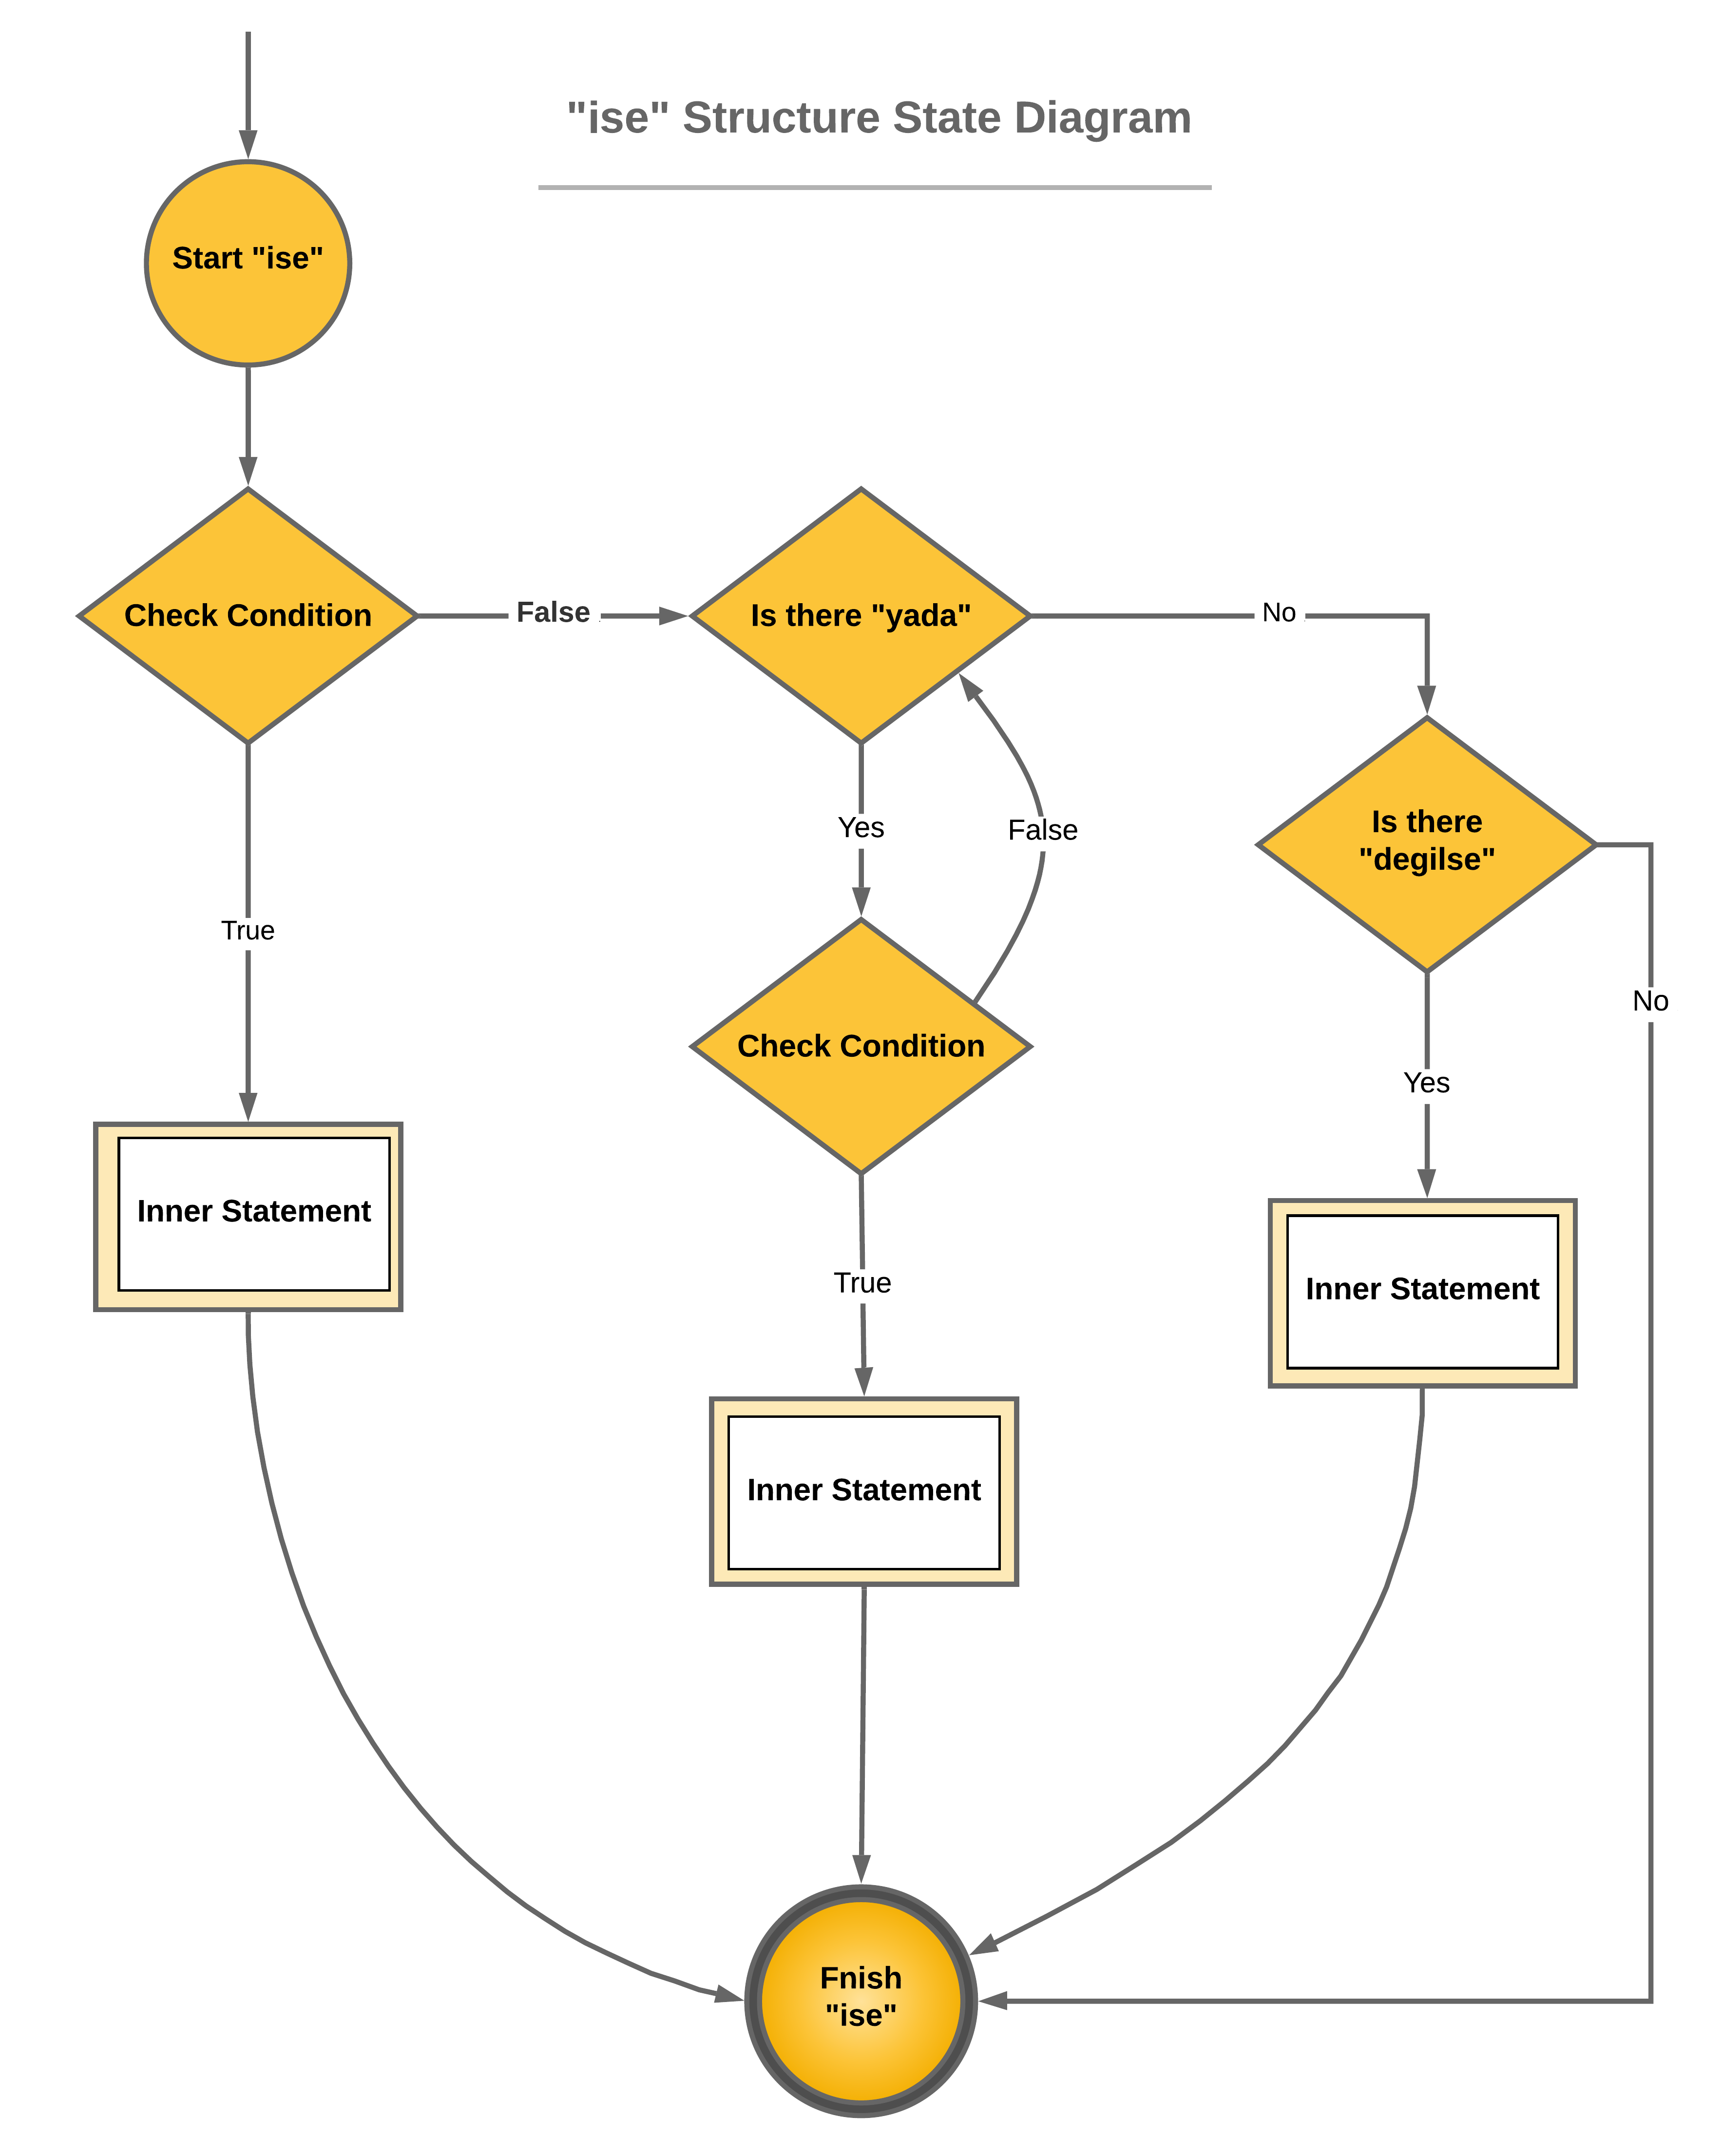 "ise" Structure State Diagram
Start "ise"
Check Condition
False
Is there "yada"
No
Yes
False
Is there
"degilse"
True
No
Check Condition
Yes
Inner Statement
True
Inner Statement
Inner Statement
Fnish
"ise"